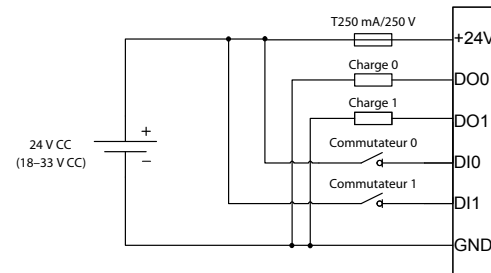 T250 mA/250 V
+24V
Charge 0
DO0
Charge 1
DO1
24 V CC
(18–33 V CC)
+
−
Commutateur 0
DI0
Commutateur 1
DI1
GND